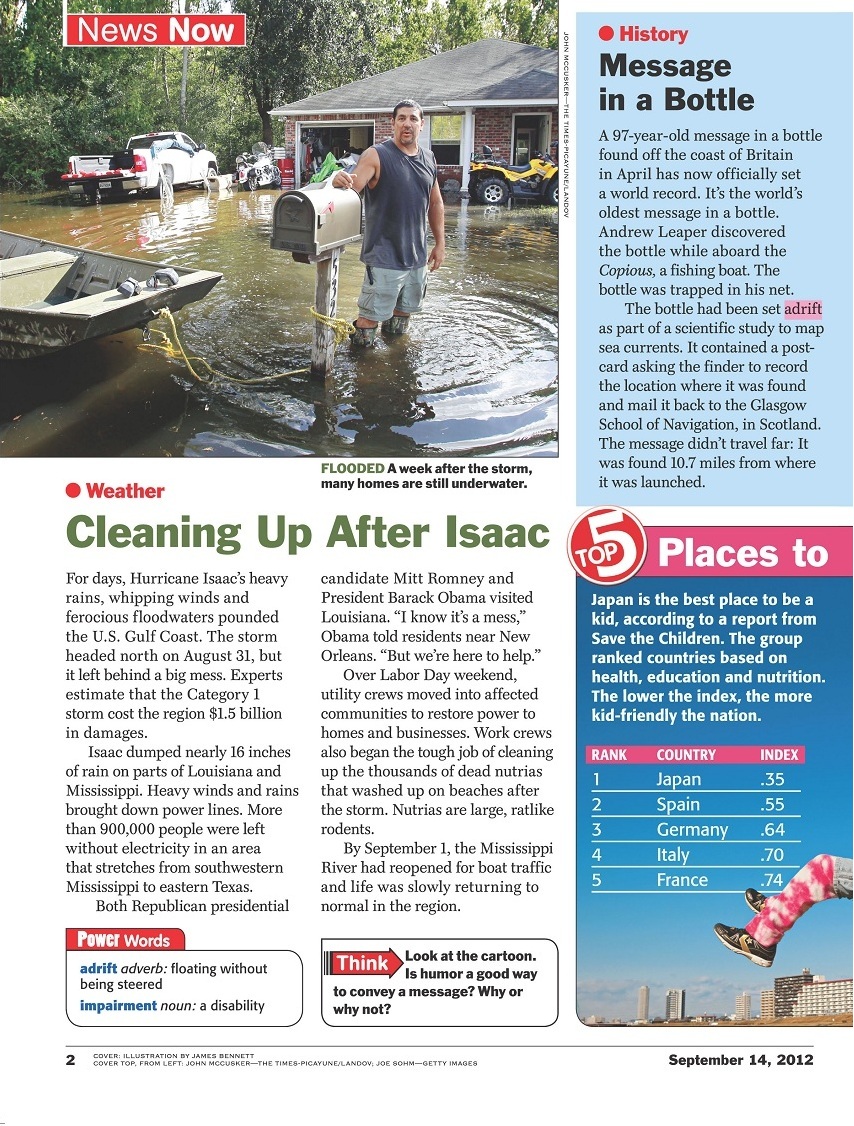 News Now
JOHN MCCUSKER—THE TIMES-PICAYUNE/LANDOV
FLOODED A week after the storm,
many homes are still underwater.
Weather
Cleaning Up After Isaac
For days, Hurricane Isaac's heavy
rains, whipping winds and
ferocious floodwaters pounded
the U.S. Gulf Coast. The storm
headed north on August 31, but
it left behind a big mess. Experts
estimate that the Category 1
storm cost the region $1.5 billion
in damages.
Isaac dumped nearly 16 inches
of rain on parts of Louisiana and
Mississippi. Heavy winds and rains
brought down power lines. More
than 900,000 people were left
without electricity in an area
that stretches from southwestern
Mississippi to eastern Texas.
Both Republican presidential
candidate Mitt Romney and
President Barack Obama visited
Louisiana. “I know it's a mess,”
Obama told residents near New
Orleans. “But we're here to help.”
Over Labor Day weekend,
utility crews moved into affected
communities to restore power to
homes and businesses. Work crews
also began the tough job of cleaning
up the thousands of dead nutrias
that washed up on beaches after
the storm. Nutrias are large, ratlike
rodents.
By September 1, the Mississippi
River had reopened for boat traffic
and life was slowly returning to
normal in the region.
Power Words
adrift adverb: floating without
being steered
impairment noun: a disability
Think Look at the cartoon.
Is humor a good way
to convey a message? Why or
why not?
History
Message
in a Bottle
A 97-year-old message in a bottle
found off the coast of Britain
in April has now officially set
a world record. It's the world's
oldest message in a bottle.
Andrew Leaper discovered
the bottle while aboard the
Copious, a fishing boat. The
bottle was trapped in his net.
The bottle had been set adrift
as part of a scientific study to map
sea currents. It contained a post-
card asking the finder to record
the location where it was found
and mail it back to the Glasgow
School of Navigation, in Scotland.
The message didn't travel far: It
was found 10.7 miles from where
it was launched.
TOP 5 Places to
Japan is the best place to be a
kid, according to a report from
Save the Children. The group
ranked countries based on
health, education and nutrition.
The lower the index, the more
kid-friendly the nation.
RANK COUNTRY INDEX
1 Japan .35
2 Spain .55
3 Germany .64
4 Italy .70
5 France .74
2 COVER: ILLUSTRATION BY JAMES BENNETT
COVER TOP, FROM LEFT: JOHN MCCUSKER—THE TIMES-PICAYUNE/LANDOV; JOE SOHM—GETTY IMAGES
September 14, 2012